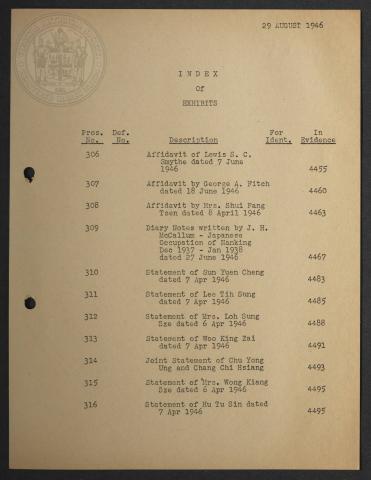 29 AUGUST 1946
INDEX
Of
EXHIBITS
Pros. Def. For In
No. No. Description Ident. Evidence
306 Affidavit of Lewis S. C.
Smythe dated 7 June
1946 4455
307 Affidavit by George A. Fitch
dated 18 June 1946 4460
308 Affidavit by Mrs. Shui Fang
Tsen dated 8 April 1946 4463
309 Diary Notes written by J. H.
McCallum - Japanese
Occupation of Nanking
Dec 1937 - Jan 1938
dated 27 June 1946 4467
310 Statement of Sun Yuen Cheng
dated 7 Apr 1946 4483
311 Statement of Lee Tih Sung
dated 7 Apr 1946 4485
312 Statement of Mrs. Loh Sung
Sze dated 6 Apr 1946 4488
313 Statement of Woo King Zai
dated 7 Apr 1946 4491
314 Joint Statement of Chu Yong
Ung and Chang Chi Hsiang 4493
315 Statement of Mrs. Wong Kiang
Sze dated 6 Apr 1946 4495
316 Statement of Hu Tu Sin dated
7 Apr 1946 4495